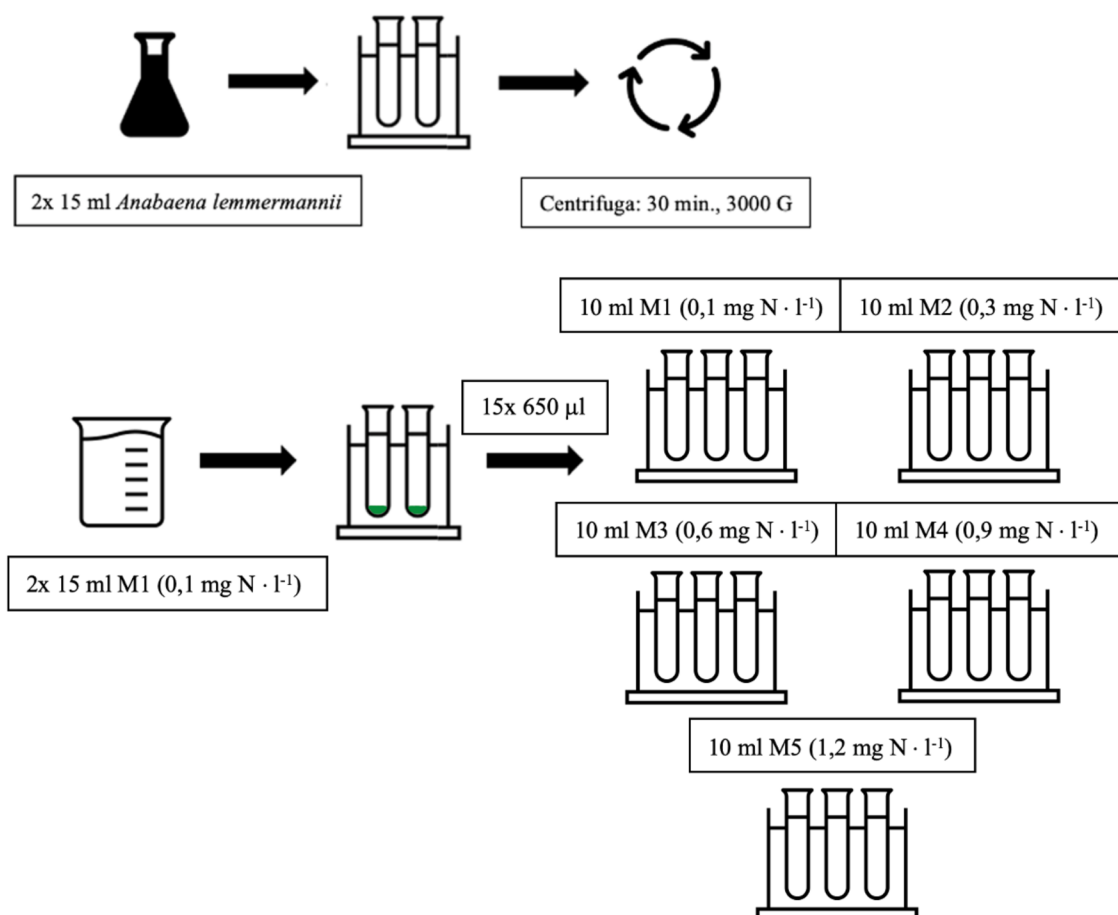 2x 15 ml Anabaena lemmermannii
Centrifuga: 30 min., 3000 G
10 ml M1 (0,1 mg N · l⁻¹)
10 ml M2 (0,3 mg N · l⁻¹)
15x 650 µl
2x 15 ml M1 (0,1 mg N · l⁻¹)
10 ml M3 (0,6 mg N · l⁻¹)
10 ml M4 (0,9 mg N · l⁻¹)
10 ml M5 (1,2 mg N · l⁻¹)